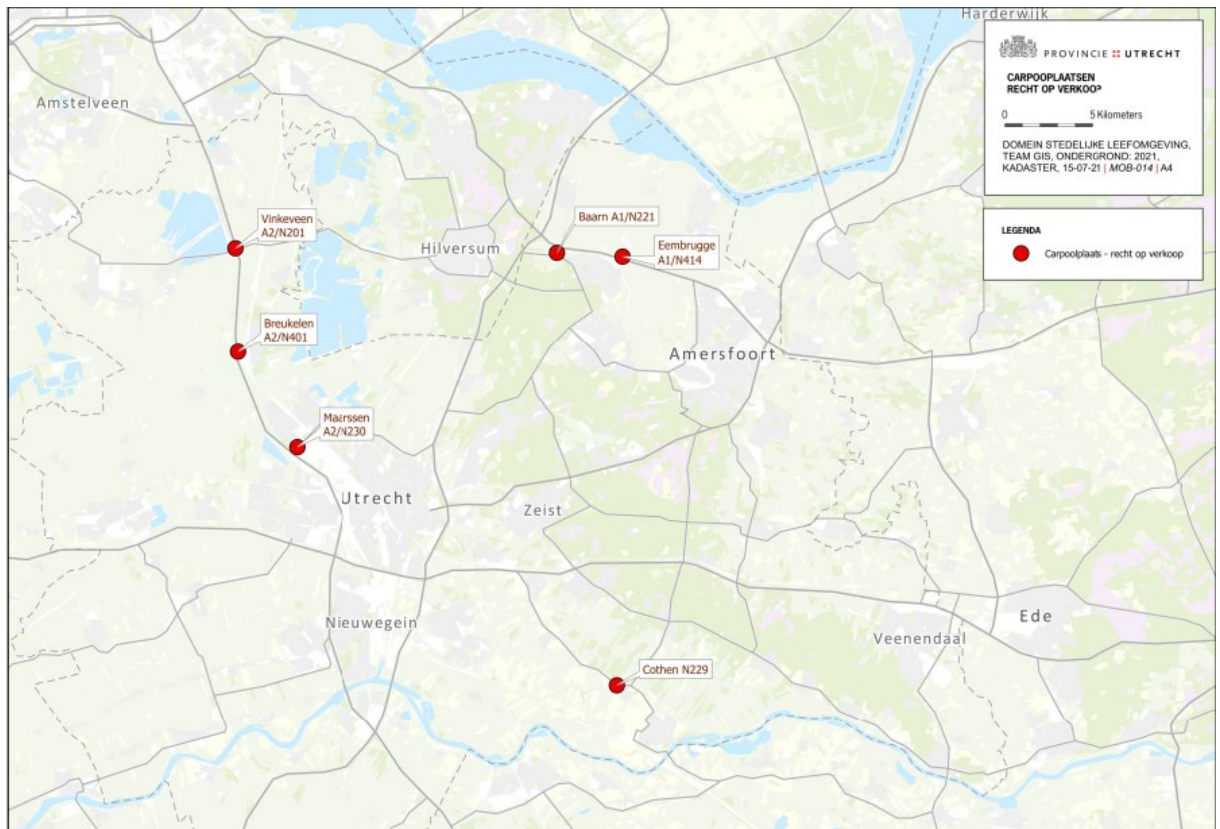 Harderwijk
Amstelveen
PROVINCIE UTRECHT
CARPOOPLAATSEN
RECHT OP VERKOOP
0 5 Kilometers
DOMEIN STEDELIJKE LEEFOMGEVING,
TEAM GIS, ONDERGROND: 2021,
KADASTER, 15-07-21 | MOB-014 | A4
LEGENDA
Carpoolplaats - recht op verkoop
Vinkeveen
A2/N201
Hilversum
Baarn A1/N221
Eembrugge
A1/N414
Breukelen
A2/N401
Amersfoort
Maarssen
A2/N230
Utrecht
Zeist
Nieuwegein
Ede
Veenendaal
Cothen N229